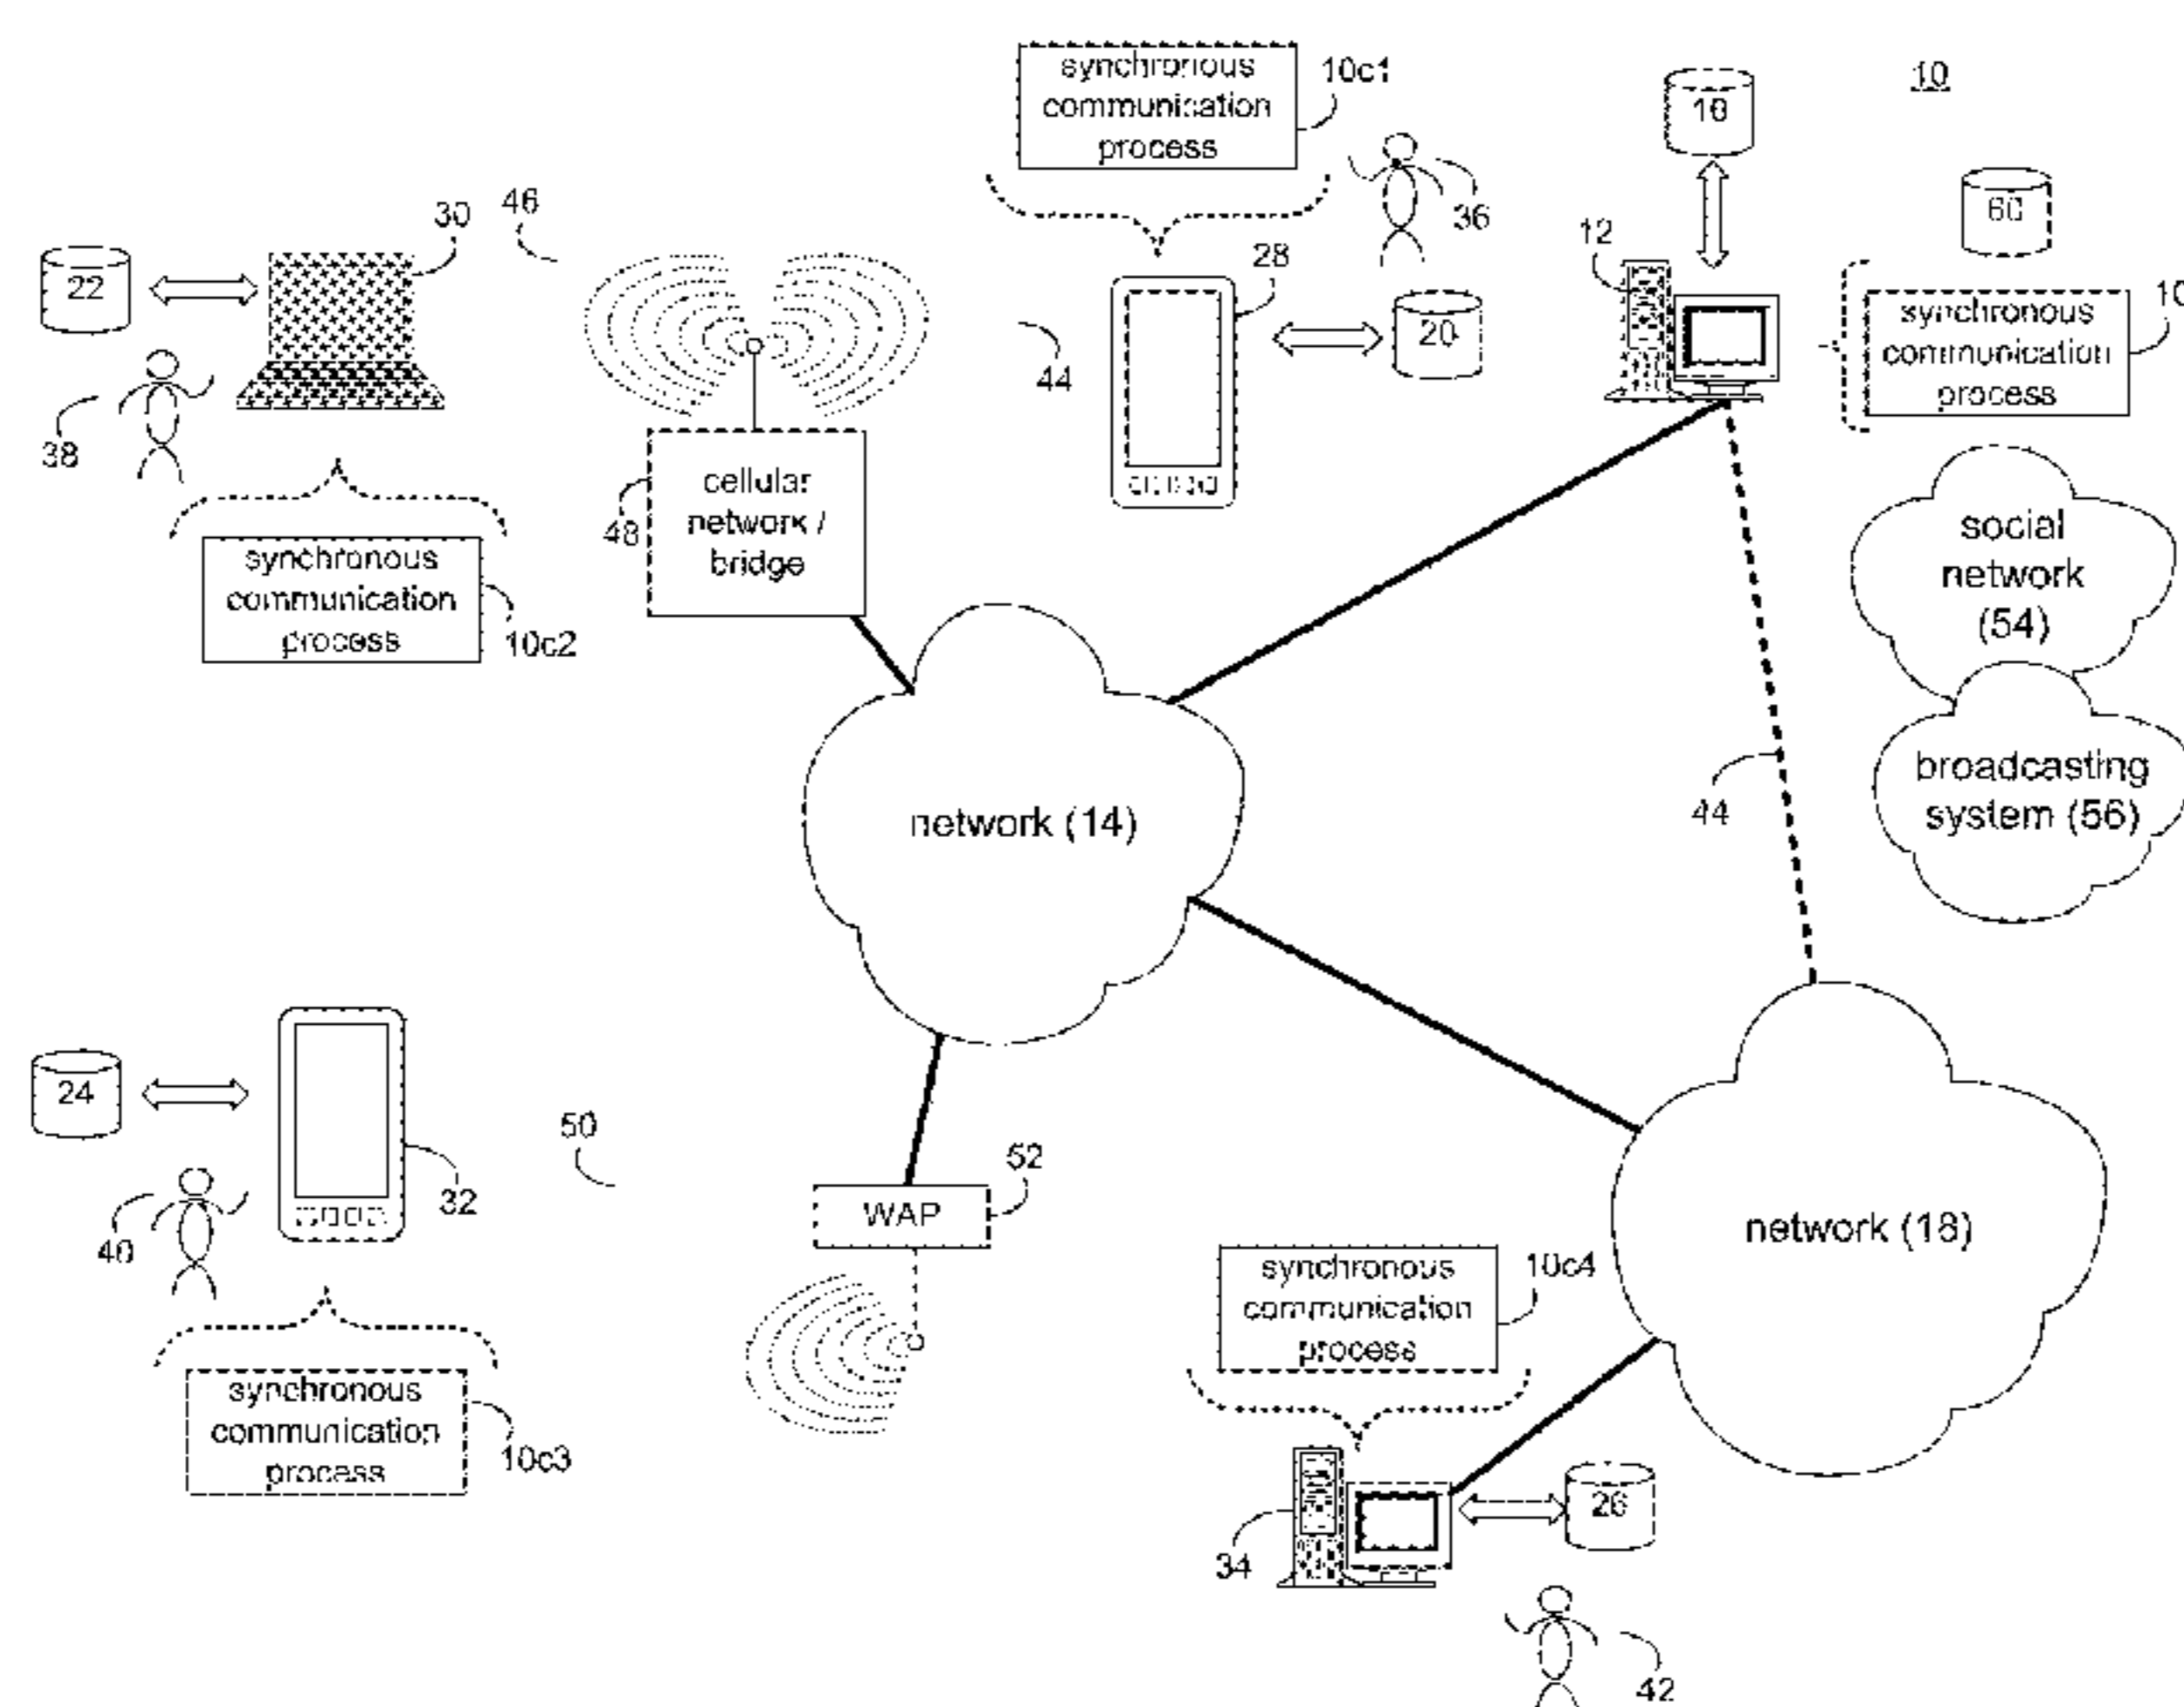 synchronous
communication
process
10c1
10
16
60
12
10
synchronous
communication
process
36
28
20
44
46
30
22
38
cellular
network /
bridge
48
synchronous
communication
process
10c2
social
network
(54)
broadcasting
system (56)
44
network (14)
24
32
40
50
52
WAP
synchronous
communication
process
10c3
synchronous
communication
process
10c4
network (18)
34
26
42